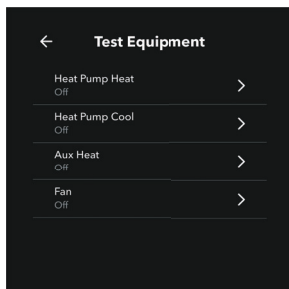 Test Equipment
Heat Pump Heat
Off
Heat Pump Cool
Off
Aux Heat
Off
Fan
Off